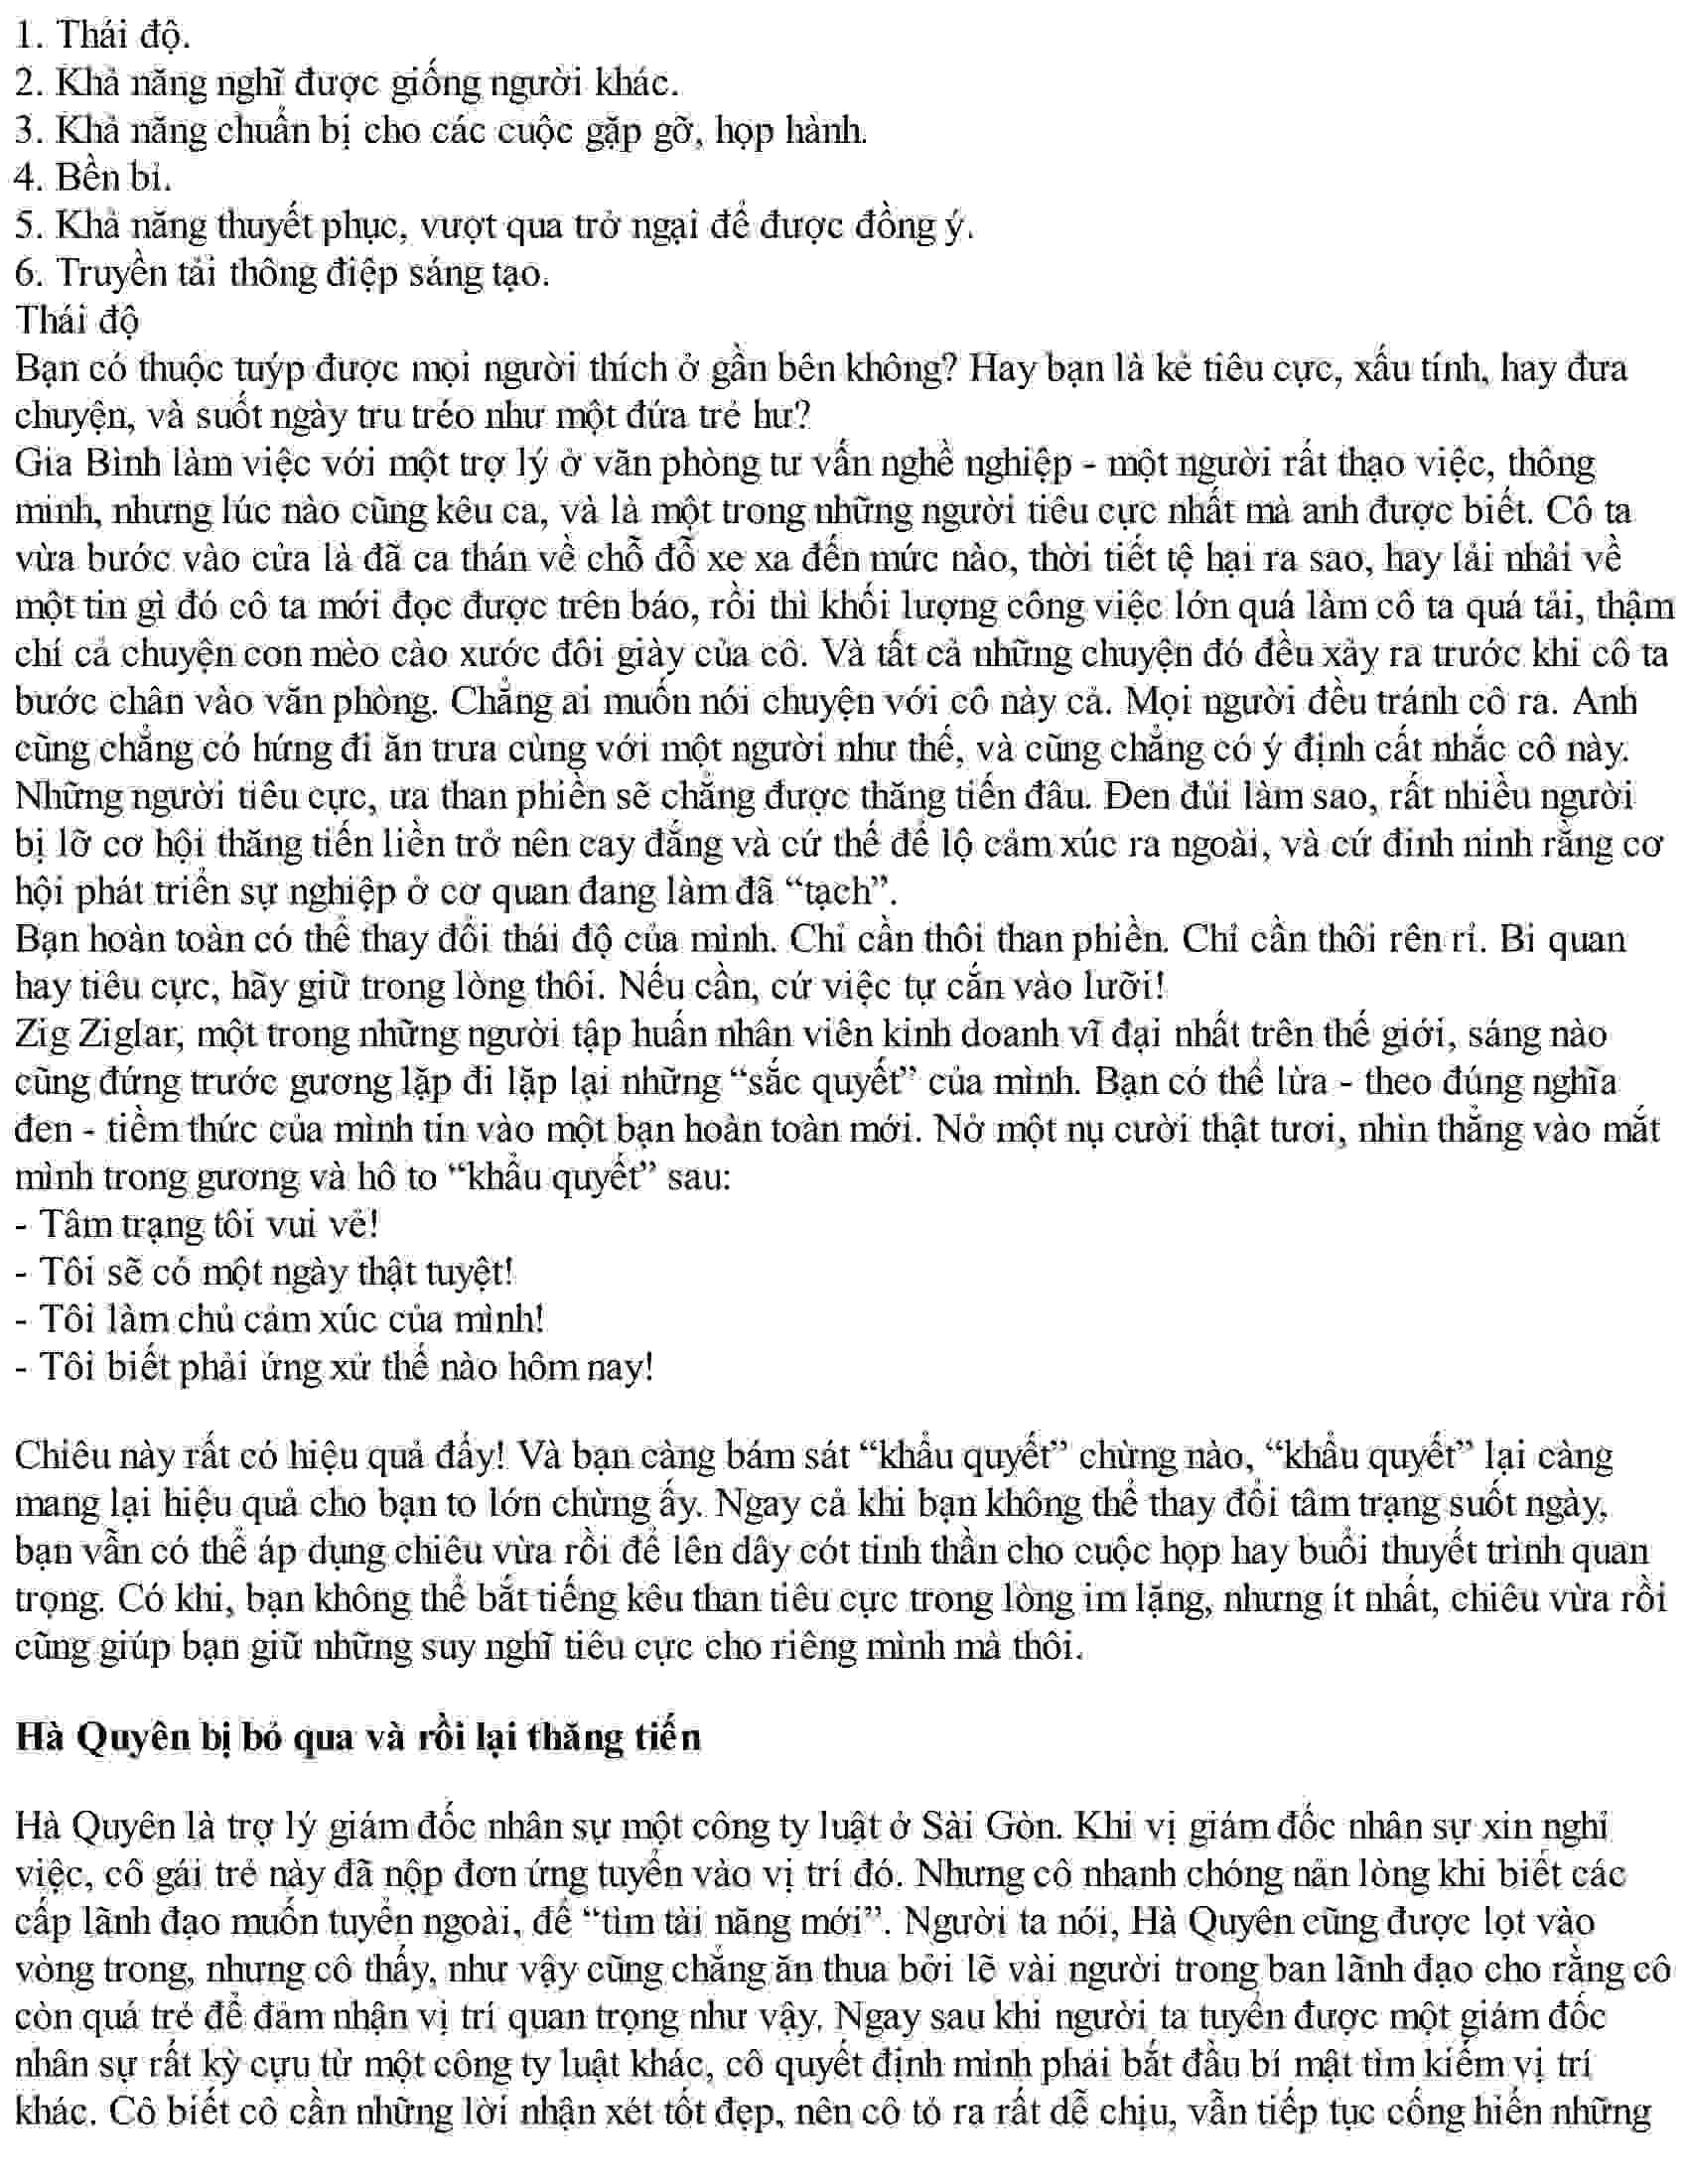 1. Thái độ.
2. Khả năng nghĩ được giống người khác.
3. Khả năng chuẩn bị cho các cuộc gặp gỡ, họp hành.
4. Bền bỉ.
5. Khả năng thuyết phục, vượt qua trở ngại để được đồng ý.
6. Truyền tải thông điệp sáng tạo.
Thái độ
Bạn có thuộc tuýp được mọi người thích ở gần bên không? Hay bạn là kẻ tiêu cực, xấu tính, hay đưa
chuyện, và suốt ngày tru tréo như một đứa trẻ hư?
Gia Bình làm việc với một trợ lý ở văn phòng tư vấn nghề nghiệp - một người rất thạo việc, thông
minh, nhưng lúc nào cũng kêu ca, và là một trong những người tiêu cực nhất mà anh được biết. Cô ta
vừa bước vào cửa là đã ca thán về chỗ đỗ xe xa đến mức nào, thời tiết tệ hại ra sao, hay lải nhải về
một tin gì đó cô ta mới đọc được trên báo, rồi thì khối lượng công việc lớn quá làm cô ta quá tải, thậm
chí cả chuyện con mèo cào xước đôi giày của cô. Và tất cả những chuyện đó đều xảy ra trước khi cô ta
bước chân vào văn phòng. Chẳng ai muốn nói chuyện với cô này cả. Mọi người đều tránh cô ra. Anh
cũng chẳng có hứng đi ăn trưa cùng với một người như thế, và cũng chẳng có ý định cất nhắc cô này.
Những người tiêu cực, ưa than phiền sẽ chẳng được thăng tiến đâu. Đen đủi làm sao, rất nhiều người
bị lỡ cơ hội thăng tiến liền trở nên cay đắng và cứ thế để lộ cảm xúc ra ngoài, và cứ đinh ninh rằng cơ
hội phát triển sự nghiệp ở cơ quan đang làm đã “tạch”.
Bạn hoàn toàn có thể thay đổi thái độ của mình. Chỉ cần thôi than phiền. Chỉ cần thôi rên rỉ. Bi quan
hay tiêu cực, hãy giữ trong lòng thôi. Nếu cần, cứ việc tự cắn vào lưỡi!
Zig Ziglar, một trong những người tập huấn nhân viên kinh doanh vĩ đại nhất trên thế giới, sáng nào
cũng đứng trước gương lặp đi lặp lại những “sắc quyết” của mình. Bạn có thể lừa - theo đúng nghĩa
đen - tiềm thức của mình tin vào một bạn hoàn toàn mới. Nở một nụ cười thật tươi, nhìn thẳng vào mắt
mình trong gương và hô to “khẩu quyết” sau:
- Tâm trạng tôi vui vẻ!
- Tôi sẽ có một ngày thật tuyệt!
- Tôi làm chủ cảm xúc của mình!
- Tôi biết phải ứng xử thế nào hôm nay!
Chiêu này rất có hiệu quả đấy! Và bạn càng bám sát “khẩu quyết” chừng nào, “khẩu quyết” lại càng
mang lại hiệu quả cho bạn to lớn chừng ấy. Ngay cả khi bạn không thể thay đổi tâm trạng suốt ngày,
bạn vẫn có thể áp dụng chiêu vừa rồi để lên dây cót tinh thần cho cuộc họp hay buổi thuyết trình quan
trọng. Có khi, bạn không thể bắt tiếng kêu than tiêu cực trong lòng im lặng, nhưng ít nhất, chiêu vừa rồi
cũng giúp bạn giữ những suy nghĩ tiêu cực cho riêng mình mà thôi.
Hà Quyên bị bỏ qua và rồi lại thăng tiến
Hà Quyên là trợ lý giám đốc nhân sự một công ty luật ở Sài Gòn. Khi vị giám đốc nhân sự xin nghỉ
việc, cô gái trẻ này đã nộp đơn ứng tuyển vào vị trí đó. Nhưng cô nhanh chóng nản lòng khi biết các
cấp lãnh đạo muốn tuyển ngoài, để “tìm tài năng mới”. Người ta nói, Hà Quyên cũng được lọt vào
vòng trong, nhưng cô thấy, như vậy cũng chẳng ăn thua bởi lẽ vài người trong ban lãnh đạo cho rằng cô
còn quá trẻ để đảm nhận vị trí quan trọng như vậy. Ngay sau khi người ta tuyển được một giám đốc
nhân sự rất kỳ cựu từ một công ty luật khác, cô quyết định mình phải bắt đầu bí mật tìm kiếm vị trí
khác. Cô biết cô cần những lời nhận xét tốt đẹp, nên cô tỏ ra rất dễ chịu, vẫn tiếp tục cống hiến những